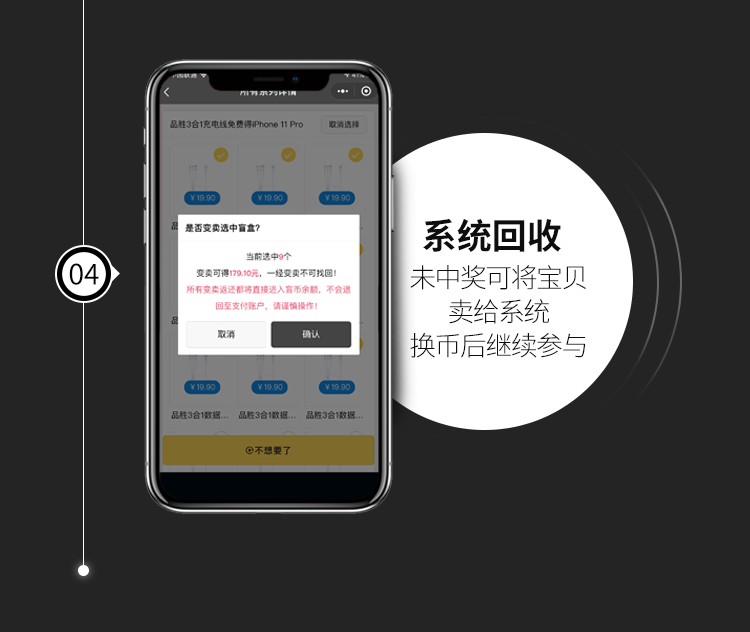 中国联通
47%
所有系列详情
品胜3合1充电线免费得iPhone 11 Pro
取消选择
¥19.90
¥19.90
¥19.90
是否变卖选中盲盒?
当前选中9个
变卖可得179.10元，一经变卖不可找回！
所有变卖返还都将直接进入盲币余额，不会退
回至支付账户，请谨慎操作！
取消
确认
¥19.90
¥19.90
¥19.90
品胜3合1数据...
品胜3合1数据...
品胜3合1数据...
不想要了
04
系统回收
未中奖可将宝贝
卖给系统
换币后继续参与